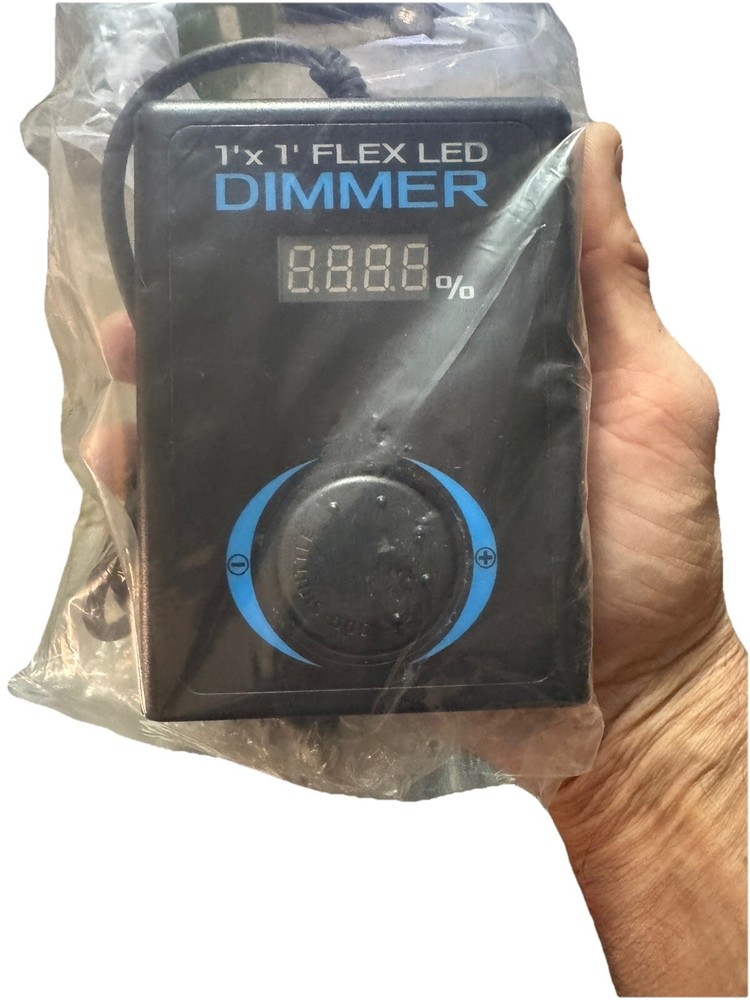 1'x 1' FLEX LED
DIMMER
8.8.8.8
%
- +